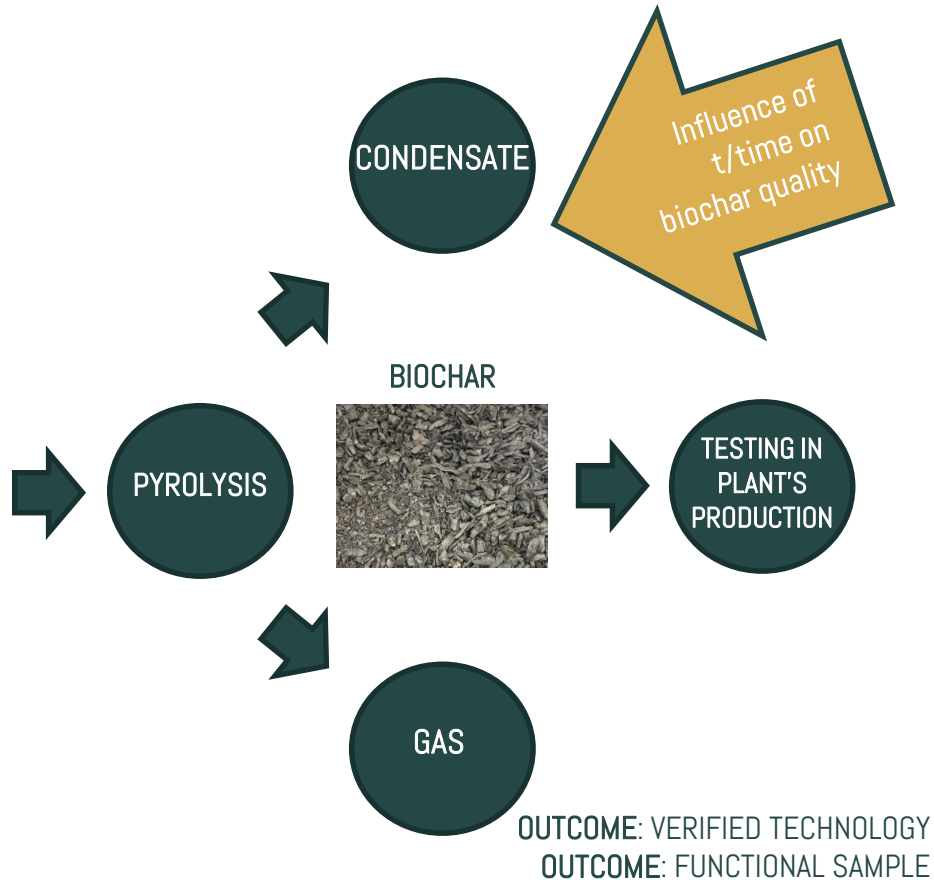 CONDENSATE
Influence of
t/time on
biochar quality
BIOCHAR
PYROLYSIS
TESTING IN
PLANT'S
PRODUCTION
GAS
OUTCOME: VERIFIED TECHNOLOGY
OUTCOME: FUNCTIONAL SAMPLE